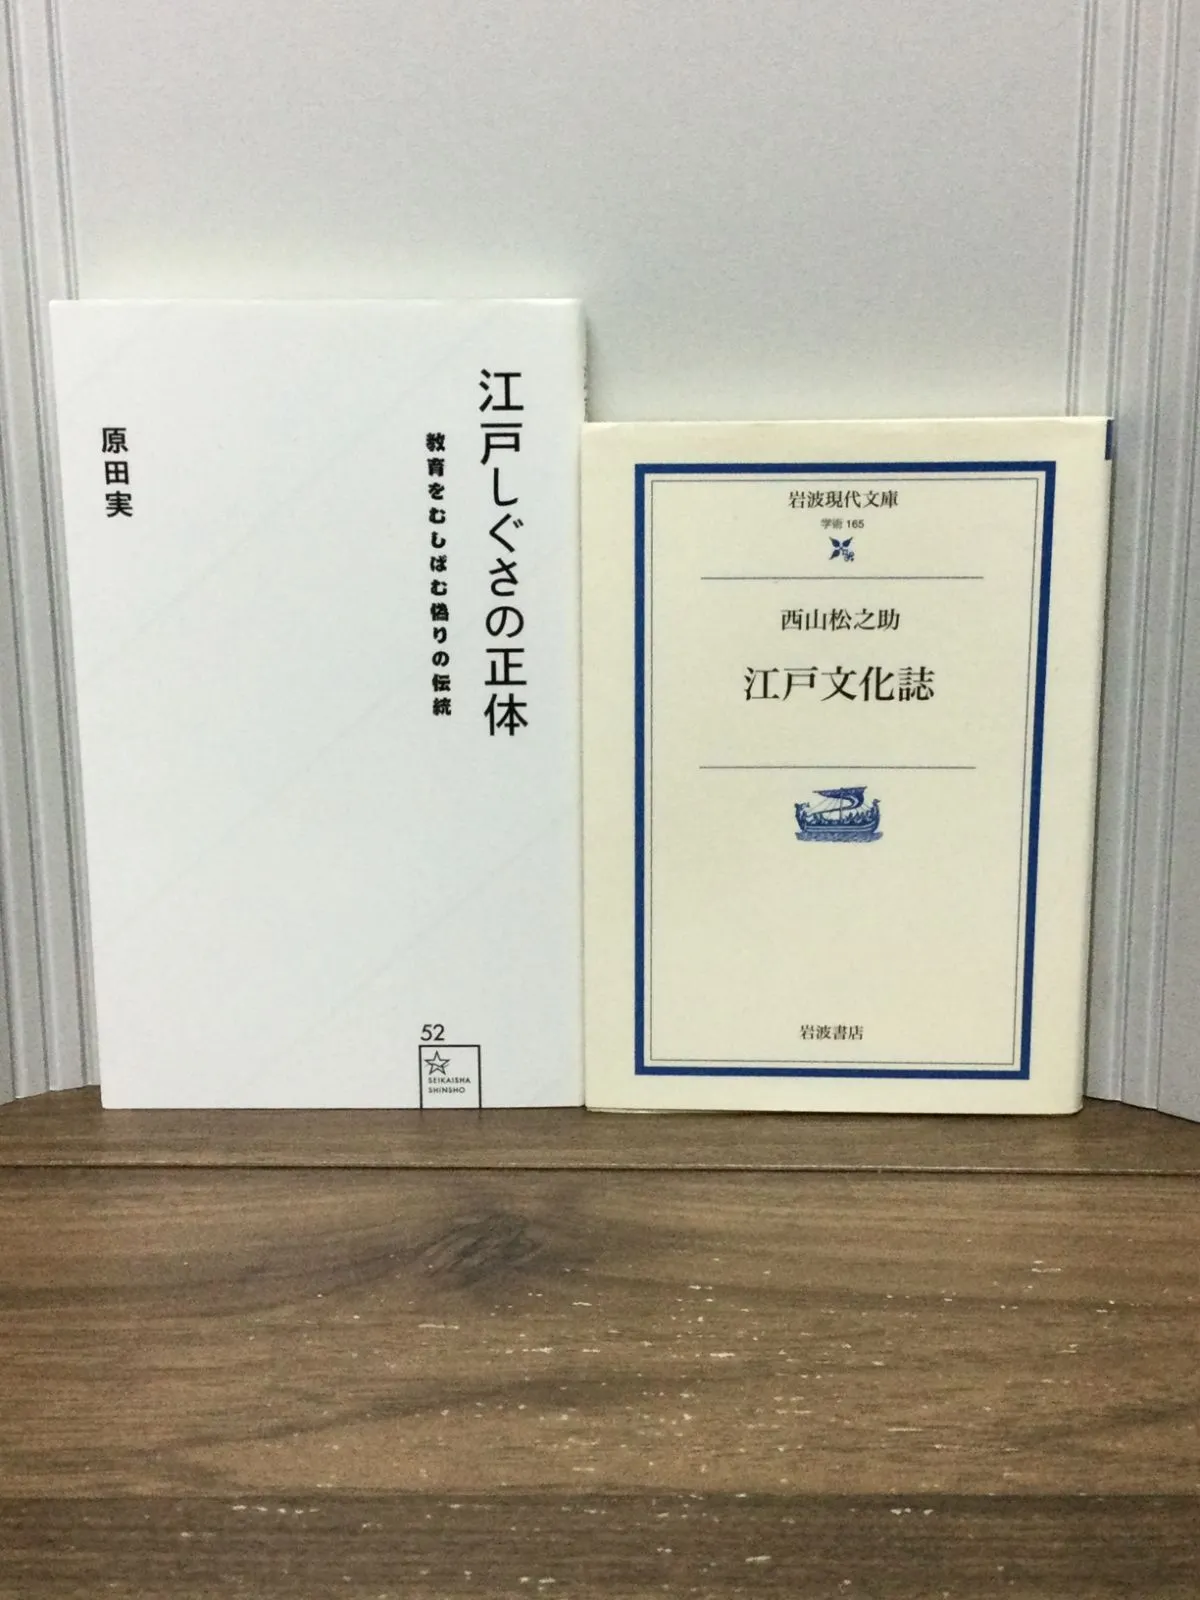 江戸しぐさの正体
教育をむしばむ偽りの伝統
原田実
52
SEIKAISHA
SHINSHO
岩波現代文庫
学術 165
西山松之助
江戸文化誌
岩波書店